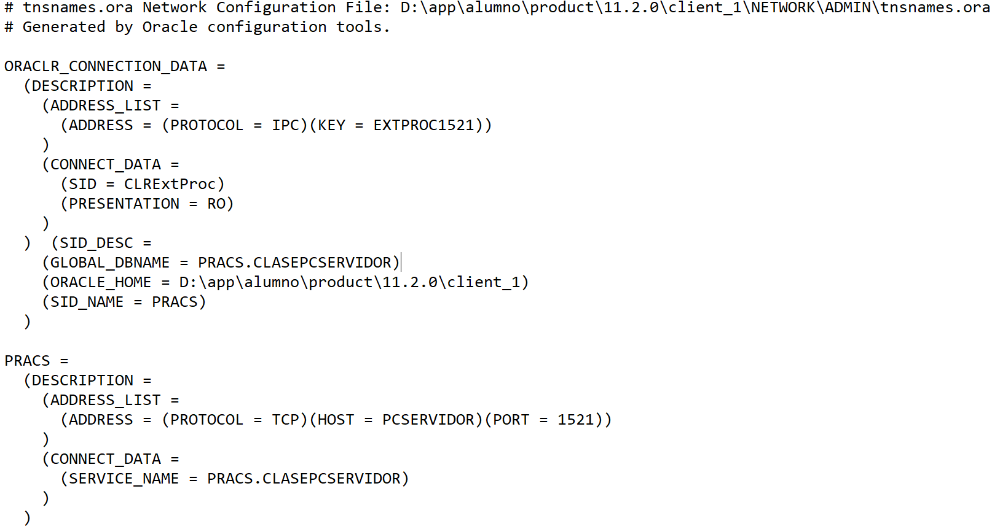 # tnsnames.ora Network Configuration File: D:\app\alumno\product\11.2.0\client_1\NETWORK\ADMIN\tnsnames.ora
# Generated by Oracle configuration tools.

ORACLR_CONNECTION_DATA =
  (DESCRIPTION =
    (ADDRESS_LIST =
      (ADDRESS = (PROTOCOL = IPC)(KEY = EXTPROC1521))
    )
    (CONNECT_DATA =
      (SID = CLRExtProc)
      (PRESENTATION = RO)
    )
  )  (SID_DESC =
    (GLOBAL_DBNAME = PRACS.CLASEPCSERVIDOR)
    (ORACLE_HOME = D:\app\alumno\product\11.2.0\client_1)
    (SID_NAME = PRACS)
  )

PRACS =
  (DESCRIPTION =
    (ADDRESS_LIST =
      (ADDRESS = (PROTOCOL = TCP)(HOST = PCSERVIDOR)(PORT = 1521))
    )
    (CONNECT_DATA =
      (SERVICE_NAME = PRACS.CLASEPCSERVIDOR)
    )
  )